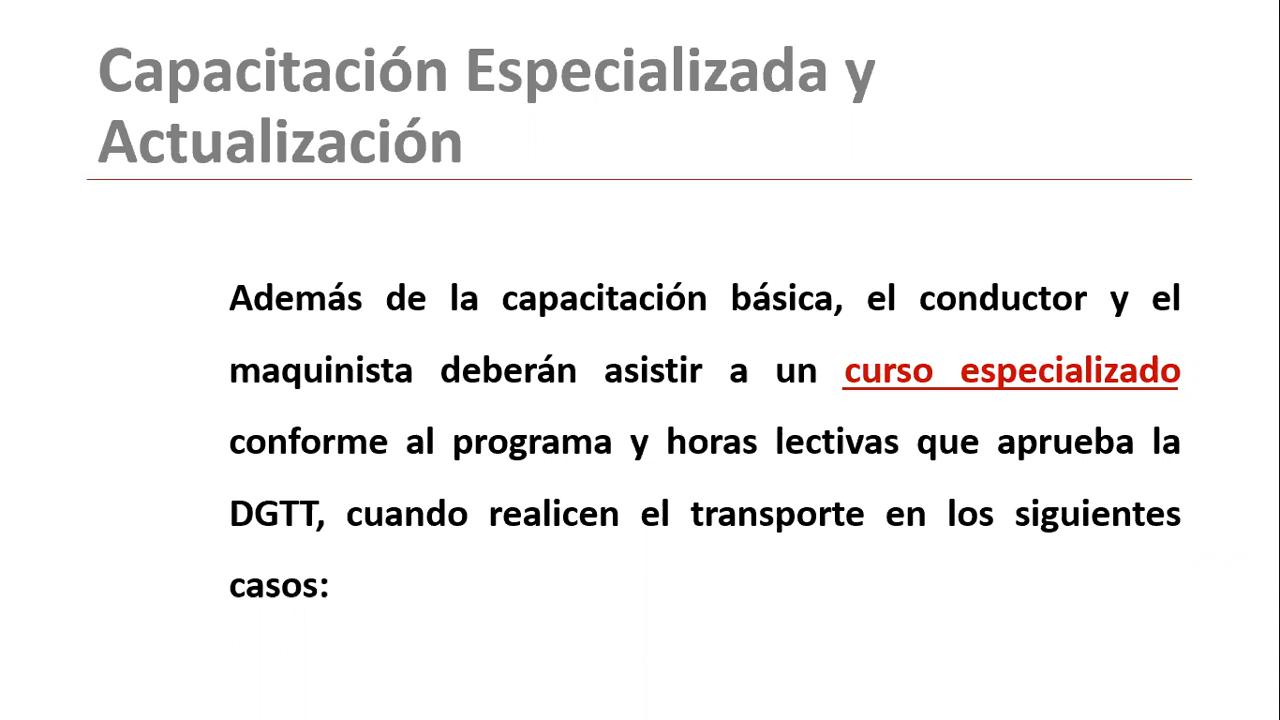 Capacitación Especializada y
Actualización
Además de la capacitación básica, el conductor y el
maquinista deberán asistir a un curso especializado
conforme al programa y horas lectivas que aprueba la
DGTT, cuando realicen el transporte en los siguientes
casos: